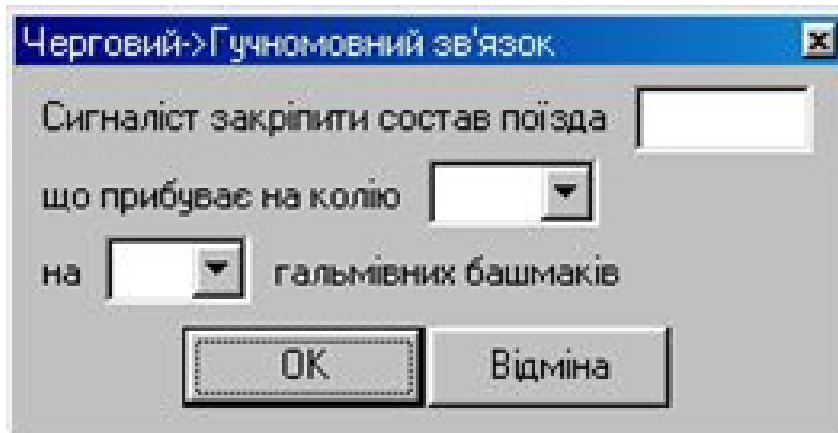 Черговий->Гучномовний зв'язок
Сигналіст закріпити состав поїзда
що прибуває на колію
на гальмівних башмаків
OK Відміна